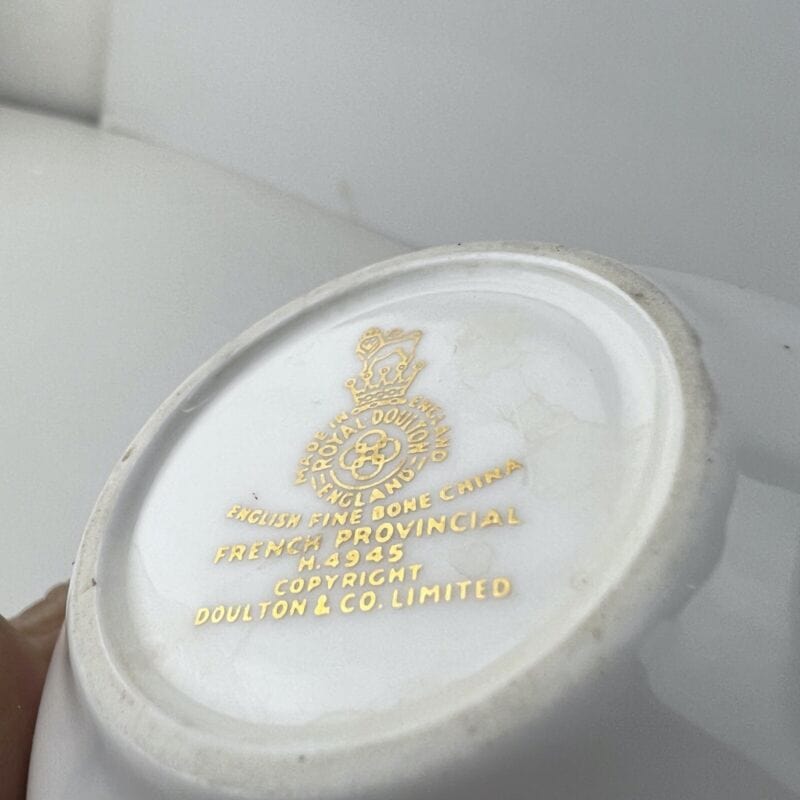 MADE IN ENGLAND
ROYAL DOULTON
ENGLAND
ENGLISH FINE BONE CHINA
FRENCH PROVINCIAL
H.4945
COPYRIGHT
DOULTON & CO. LIMITED